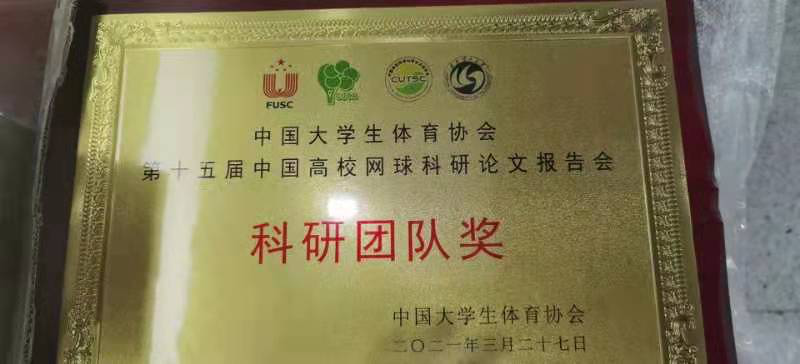 FUSC
CUTSC
中国大学生体育协会
第十五届中国高校网球科研论文报告会
科研团队奖
中国大学生体育协会
二〇二一年三月二十七日